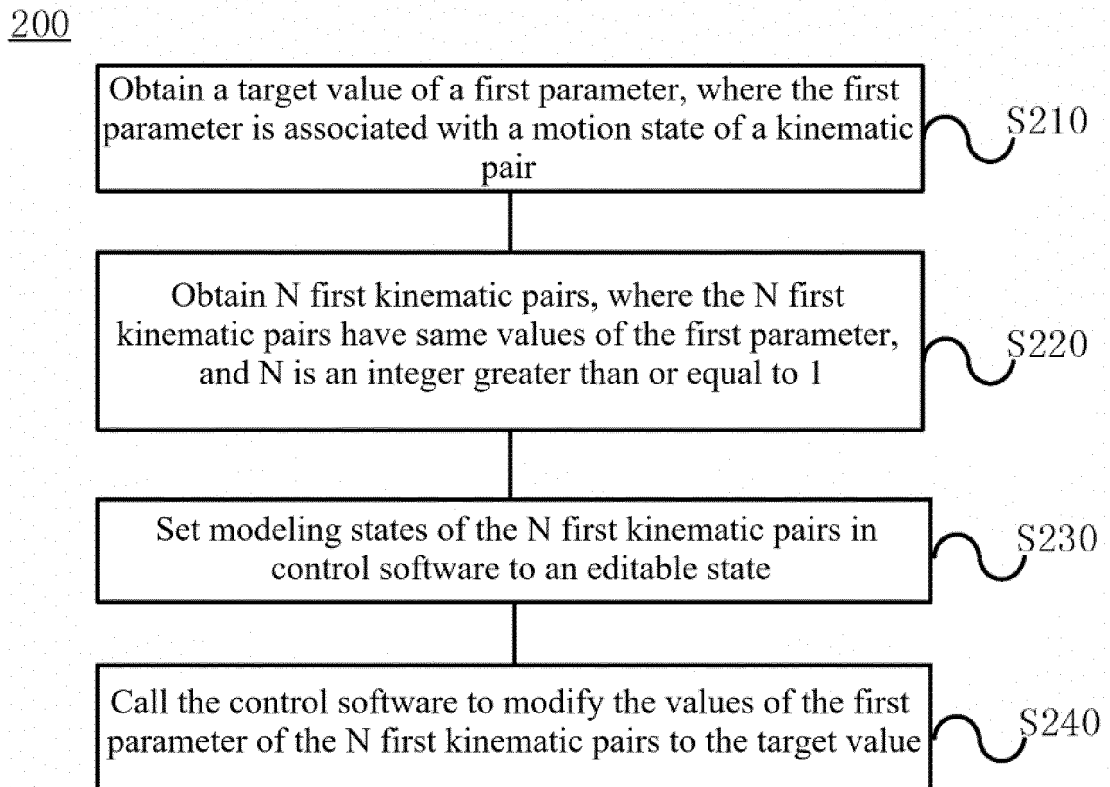 200
Obtain a target value of a first parameter, where the first
parameter is associated with a motion state of a kinematic
pair
S210
Obtain N first kinematic pairs, where the N first
kinematic pairs have same values of the first parameter,
and N is an integer greater than or equal to 1
S220
Set modeling states of the N first kinematic pairs in
control software to an editable state
S230
Call the control software to modify the values of the first
parameter of the N first kinematic pairs to the target value
S240